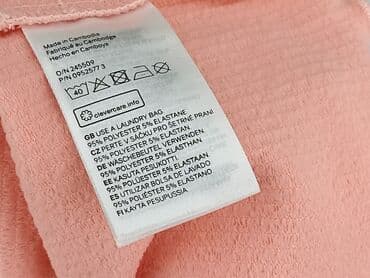 Made in Cambodia
Fabriqué au Cambodge
Hecho en Camboya
O/N 245509
P/N 0952577 3
40
clevercare.info
GB USE A LAUNDRY BAG
95% POLYESTER 5% ELASTANE
CZ PERTE V SÁČKU PRO ŠETRNÉ PRANÍ
95% POLYESTER 5% ELASTAN
DE WÄSCHEBEUTEL VERWENDEN.
95% POLYESTER 5% ELASTHAN
EE KASUTA PESUKOTTI.
95% POLÜESTER 5% ELASTAAN
ES UTILIZAR BOLSA DE LAVADO
95% POLIÉSTER 5% ELASTANO
FI KÄYTÄ PESUPUSSIA